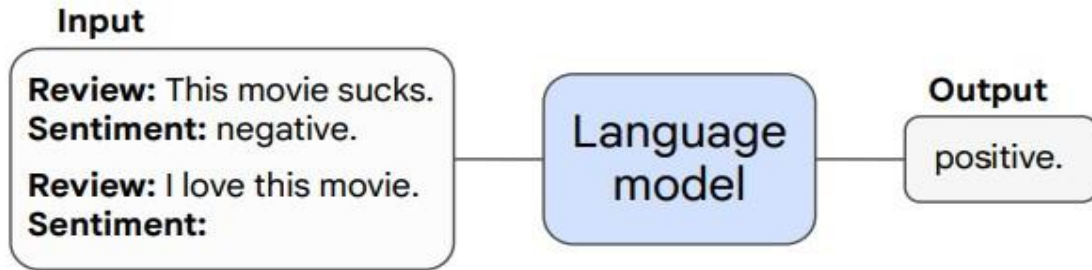 Input
Review: This movie sucks.
Sentiment: negative.
Review: I love this movie.
Sentiment:
Language
model
Output
positive.